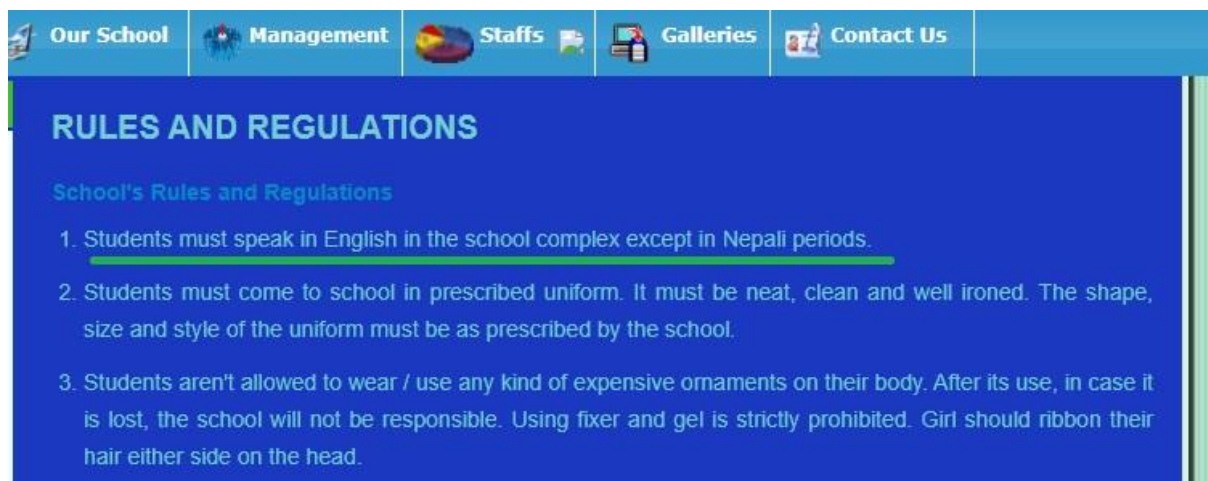 Our School Management Staffs Galleries Contact Us
RULES AND REGULATIONS
School's Rules and Regulations
1. Students must speak in English in the school complex except in Nepali periods.
2. Students must come to school in prescribed uniform. It must be neat, clean and well ironed. The shape,
size and style of the uniform must be as prescribed by the school.
3. Students aren't allowed to wear / use any kind of expensive ornaments on their body. After its use, in case it
is lost, the school will not be responsible. Using fixer and gel is strictly prohibited. Girl should ribbon their
hair either side on the head.